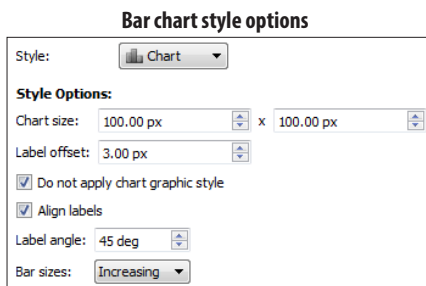 Bar chart style options
Style: Chart
Style Options:
Chart size: 100.00 px x 100.00 px
Label offset: 3.00 px
Do not apply chart graphic style
Align labels
Label angle: 45 deg
Bar sizes: Increasing